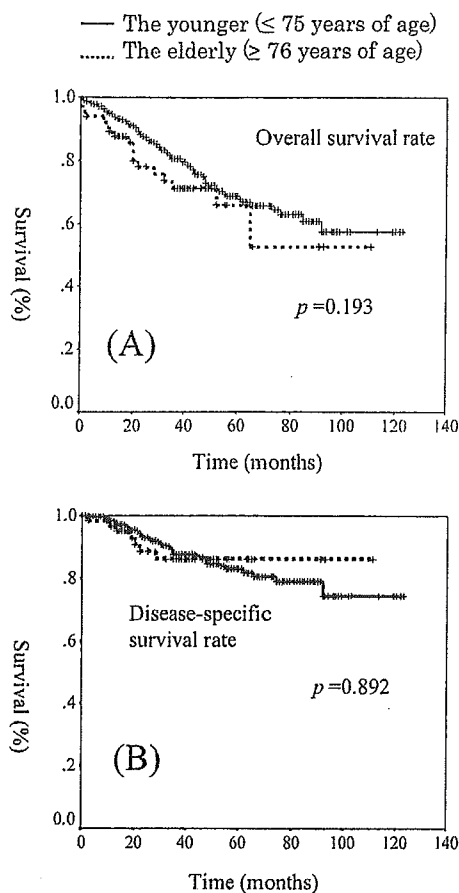 The younger (≤ 75 years of age)
The elderly (≥ 76 years of age)
1.0
.8
.6
.4
.2
0.0
Survival (%)
Overall survival rate
p =0.193
(A)
0 20 40 60 80 100 120 140
Time (months)
1.0
.8
.6
.4
.2
0.0
Survival (%)
Disease-specific
survival rate
p =0.892
(B)
0 20 40 60 80 100 120 140
Time (months)